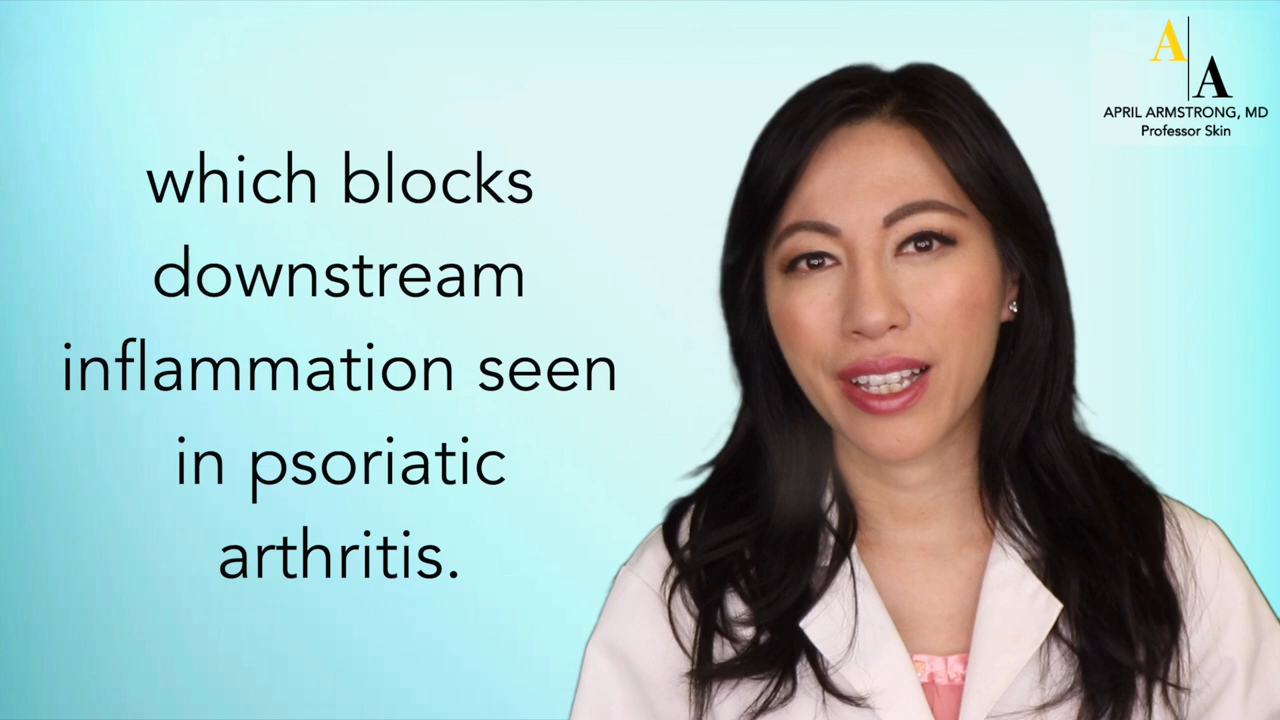 which blocks
downstream
inflammation seen
in psoriatic
arthritis.
A A
APRIL ARMSTRONG, MD
Professor Skin